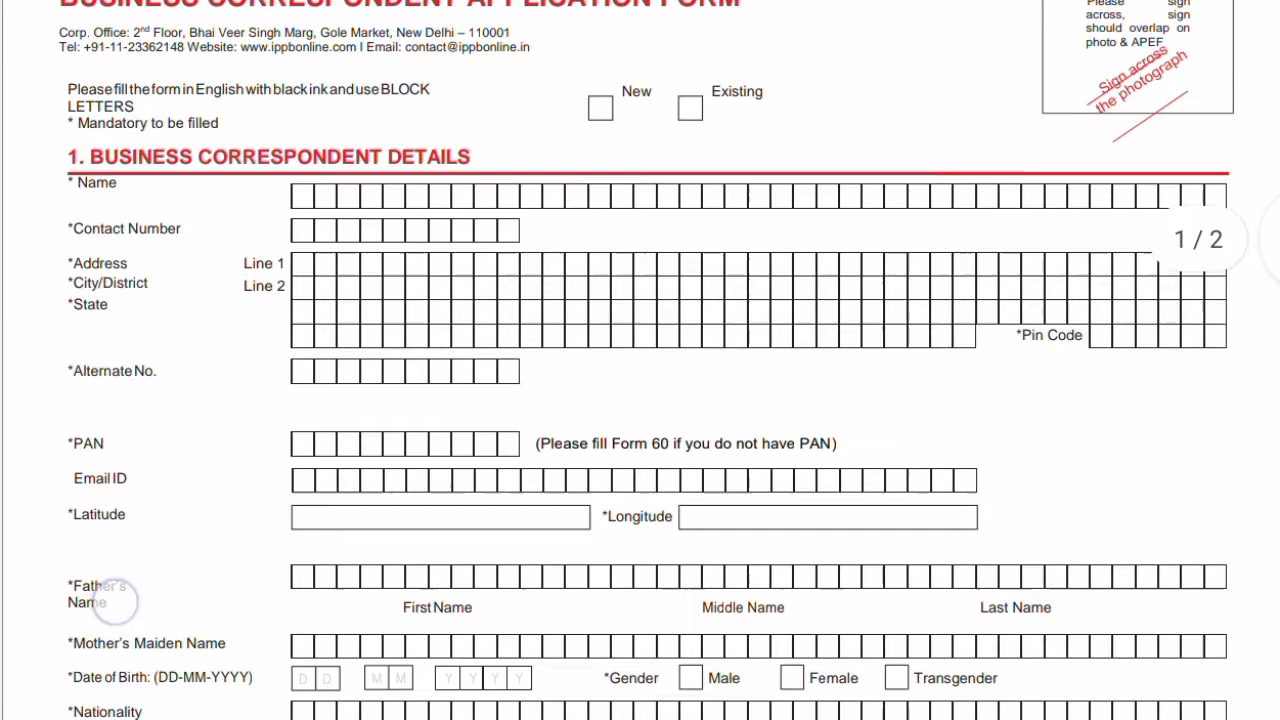 BUSINESS CORRESPONDENT APPLICATION FORM
Corp. Office: 2nd Floor, Bhai Veer Singh Marg, Gole Market, New Delhi – 110001
Tel: +91-11-23362148 Website: www.ippbonline.com I Email: contact@ippbonline.in
Please sign
across, sign
should overlap on
photo & APEF
Sign across
the photograph
Please fill the form in English with black ink and use BLOCK
LETTERS
* Mandatory to be filled
New Existing
1. BUSINESS CORRESPONDENT DETAILS
* Name
*Contact Number
1 / 2
*Address Line 1
*City/District Line 2
*State
*Pin Code
*Alternate No.
*PAN (Please fill Form 60 if you do not have PAN)
Email ID
*Latitude *Longitude
*Father's
Name
First Name Middle Name Last Name
*Mother's Maiden Name
*Date of Birth: (DD-MM-YYYY) D D M M Y Y Y Y *Gender Male Female Transgender
*Nationality